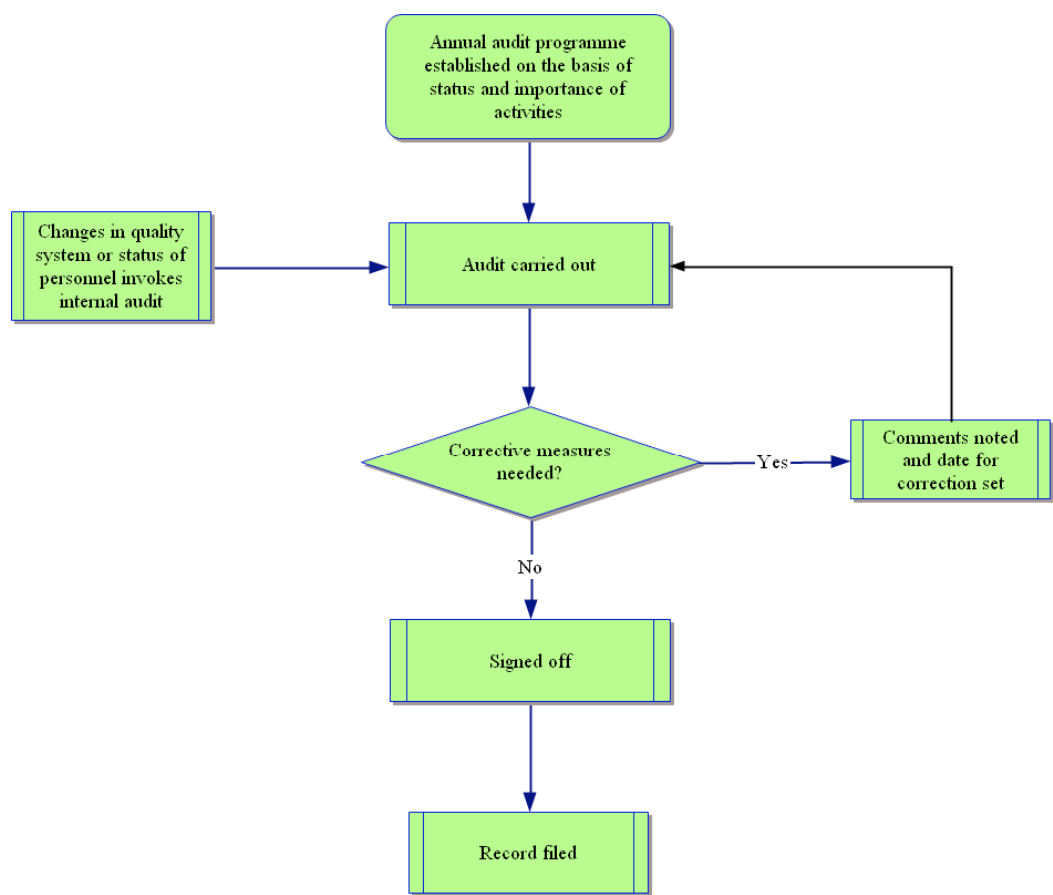 Annual audit programme
established on the basis of
status and importance of
activities
Changes in quality
system or status of
personnel invokes
internal audit
Audit carried out
Corrective measures
needed?
Yes
Comments noted
and date for
correction set
No
Signed off
Record filed